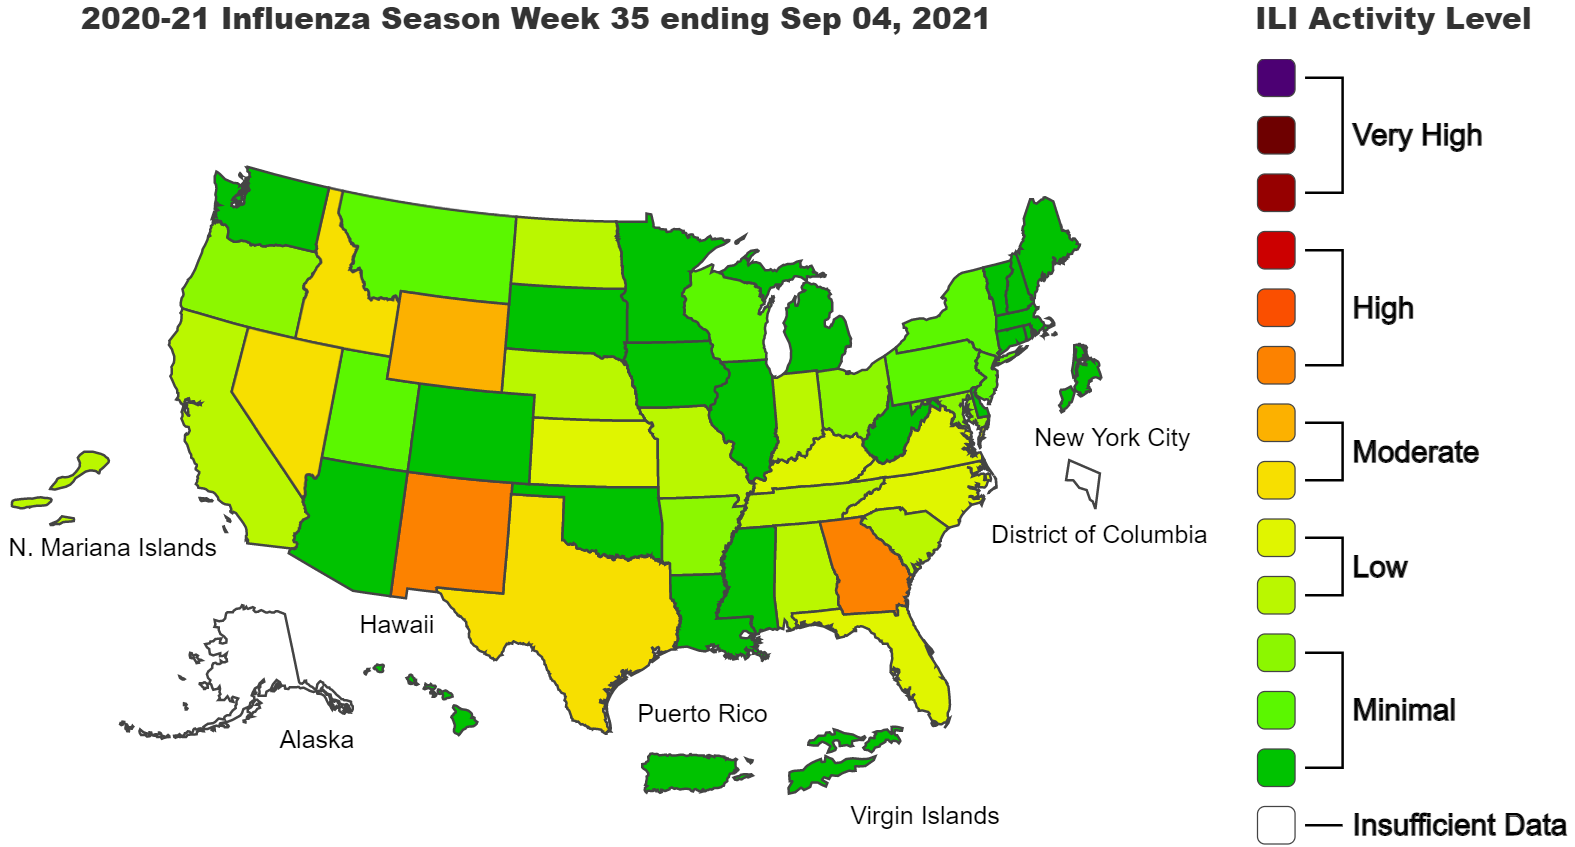 2020-21 Influenza Season Week 35 ending Sep 04, 2021
ILI Activity Level
Very High
High
Moderate
Low
Minimal
Insufficient Data
New York City
District of Columbia
N. Mariana Islands
Hawaii
Alaska
Puerto Rico
Virgin Islands